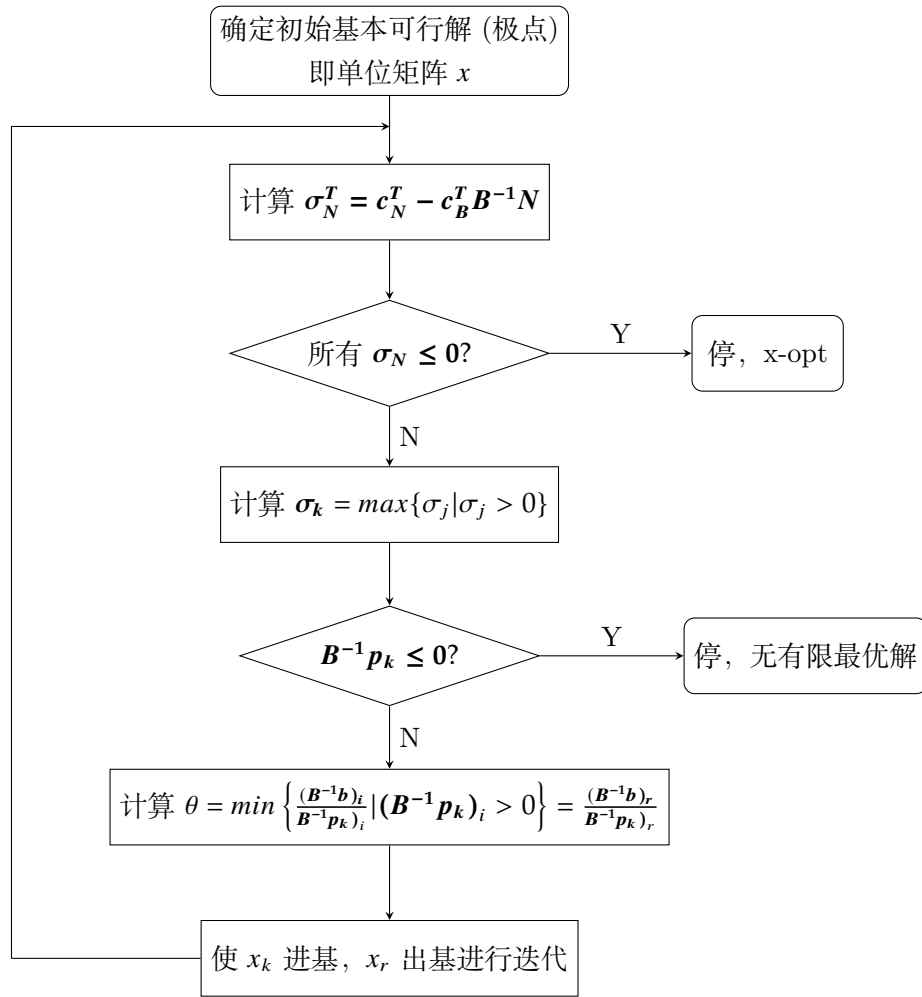 确定初始基本可行解 (极点)
即单位矩阵 x
计算 σ_N^T = c_N^T − c_B^T B^{−1} N
所有 σ_N ≤ 0?
Y
停，x-opt
N
计算 σ_k = max{σ_j|σ_j > 0}
B^{−1} p_k ≤ 0?
Y
停，无有限最优解
N
计算 θ = min { (B^{−1}b)_i / B^{−1}p_k)_i | (B^{−1}p_k)_i > 0 } = (B^{−1}b)_r / B^{−1}p_k)_r
使 x_k 进基，x_r 出基进行迭代